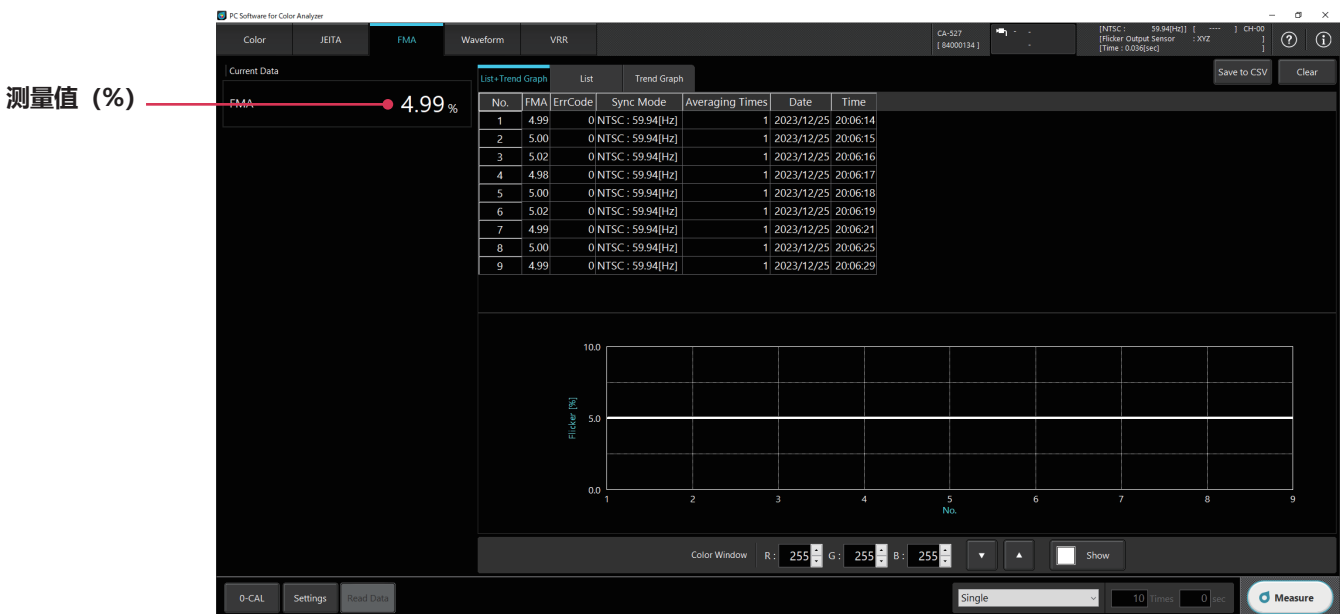 PC Software for Color Analyzer
Color JEITA FMA Waveform VRR
CA-527
[ 84000134 ]
- -
-
[NTSC : 59.94[Hz]] [ ---- ] CH-00
[Flicker Output Sensor : XYZ ]
[Time : 0.036[sec] ]
Current Data
测量值（%）
FMA 4.99 %
List+Trend Graph List Trend Graph
Save to CSV Clear
No. FMA ErrCode Sync Mode Averaging Times Date Time
1 4.99 0 NTSC : 59.94[Hz] 1 2023/12/25 20:06:14
2 5.00 0 NTSC : 59.94[Hz] 1 2023/12/25 20:06:15
3 5.02 0 NTSC : 59.94[Hz] 1 2023/12/25 20:06:16
4 4.98 0 NTSC : 59.94[Hz] 1 2023/12/25 20:06:17
5 5.00 0 NTSC : 59.94[Hz] 1 2023/12/25 20:06:18
6 5.02 0 NTSC : 59.94[Hz] 1 2023/12/25 20:06:19
7 4.99 0 NTSC : 59.94[Hz] 1 2023/12/25 20:06:21
8 5.00 0 NTSC : 59.94[Hz] 1 2023/12/25 20:06:25
9 4.99 0 NTSC : 59.94[Hz] 1 2023/12/25 20:06:29
10.0
Flicker [%]
5.0
0.0
1 2 3 4 5 6 7 8 9
No.
Color Window R : 255 G : 255 B : 255 Show
0-CAL Settings Read Data
Single 10 Times 0 sec Measure